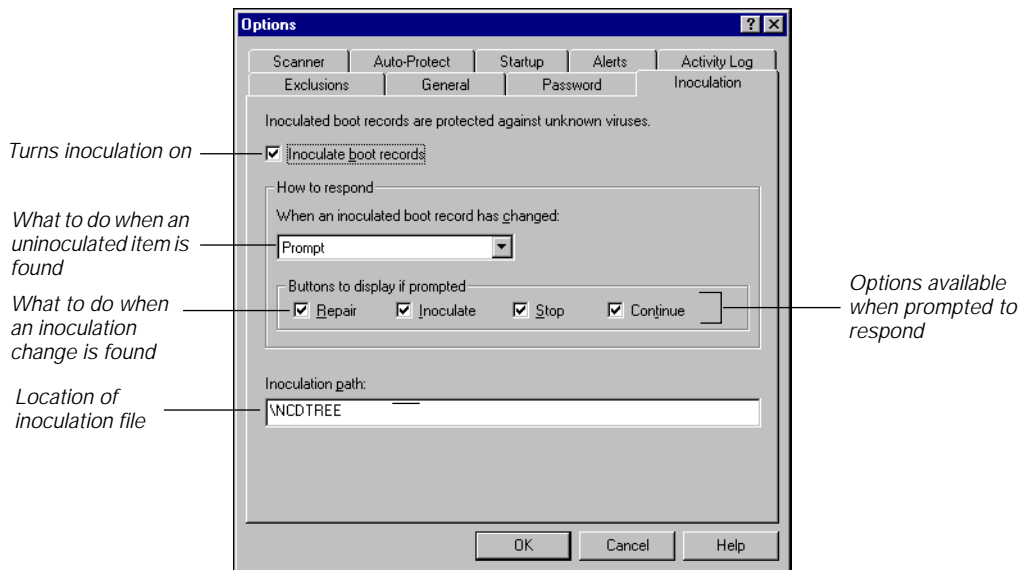 Options
Scanner Auto-Protect Startup Alerts Activity Log
Exclusions General Password Inoculation
Inoculated boot records are protected against unknown viruses.
Turns inoculation on
Inoculate boot records
How to respond
When an inoculated boot record has changed:
What to do when an
uninoculated item is
found
Prompt
Buttons to display if prompted
What to do when
an inoculation
change is found
Repair Inoculate Stop Continue
Options available
when prompted to
respond
Inoculation path:
Location of
inoculation file
\NCDTREE
OK Cancel Help